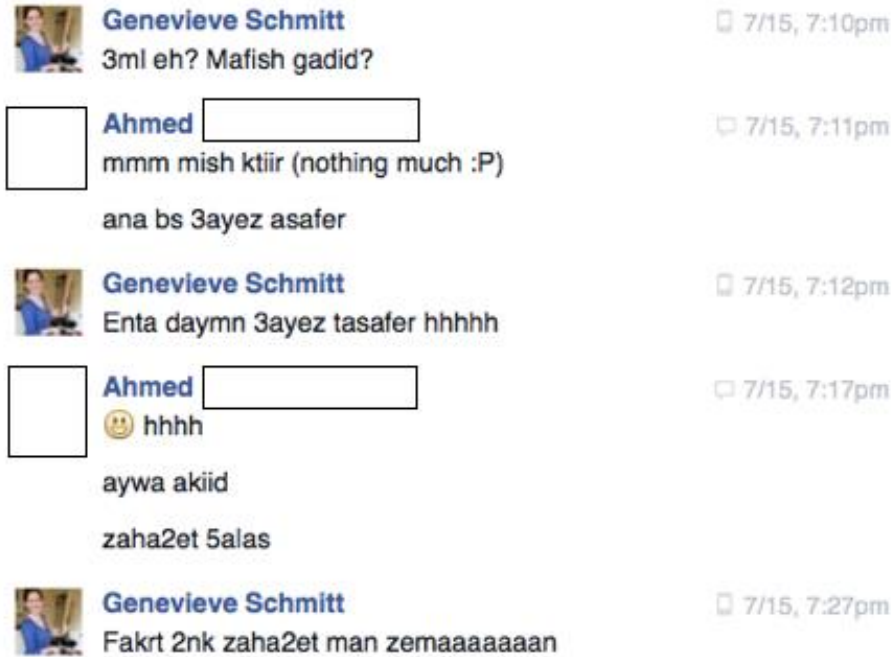 Genevieve Schmitt 7/15, 7:10pm
3ml eh? Mafish gadid?
Ahmed 7/15, 7:11pm
mmm mish ktiir (nothing much :P)
ana bs 3ayez asafer
Genevieve Schmitt 7/15, 7:12pm
Enta daymn 3ayez tasafer hhhhh
Ahmed 7/15, 7:17pm
hhhh
aywa akiid
zaha2et 5alas
Genevieve Schmitt 7/15, 7:27pm
Fakrt 2nk zaha2et man zemaaaaaaan